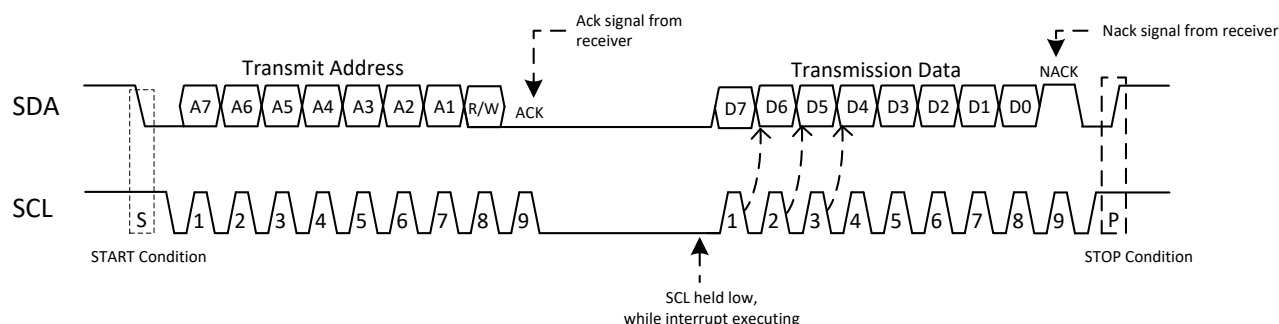 Ack signal from
receiver
Nack signal from receiver
Transmit Address
Transmission Data
NACK
SDA
A7 A6 A5 A4 A3 A2 A1 R/W ACK D7 D6 D5 D4 D3 D2 D1 D0
SCL
S 1 2 3 4 5 6 7 8 9 1 2 3 4 5 6 7 8 9 P
START Condition
STOP Condition
SCL held low,
while interrupt executing